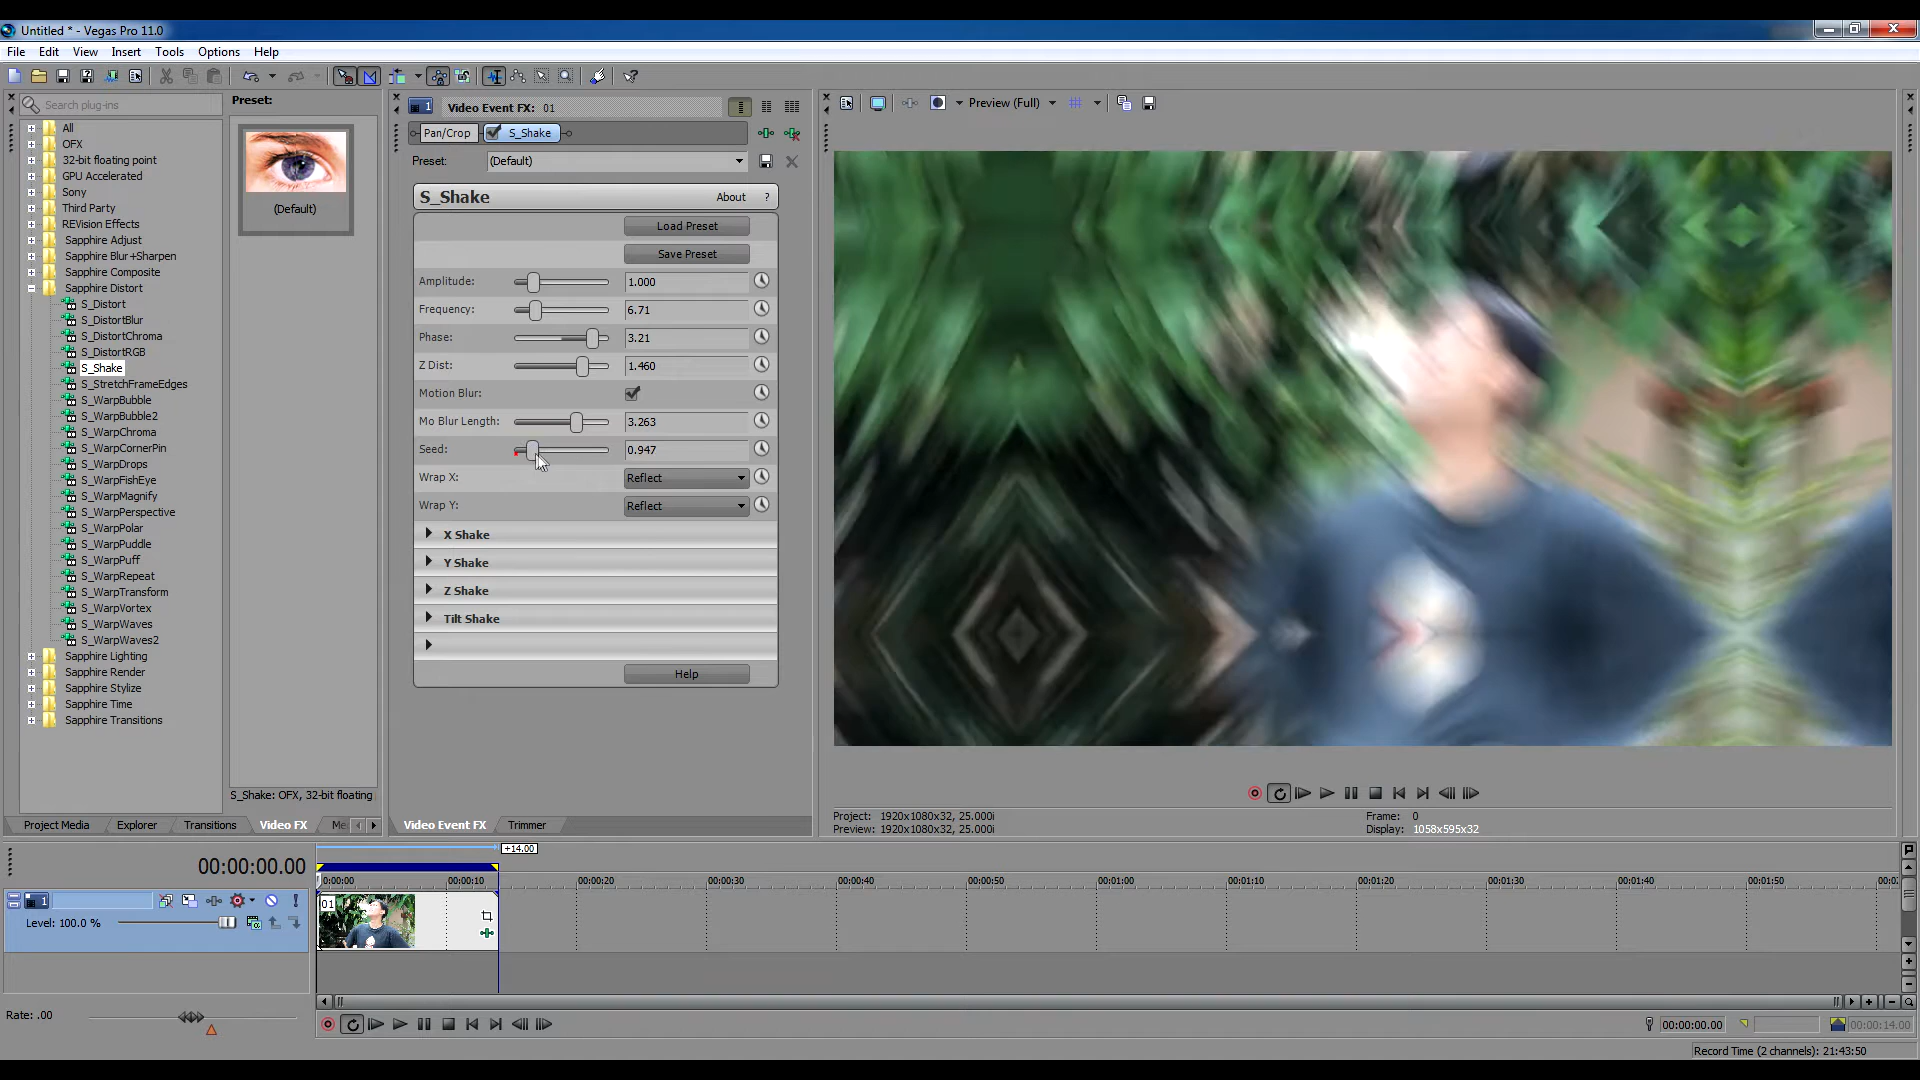 Untitled * - Vegas Pro 11.0
File Edit View Insert Tools Options Help
Search plug-ins
All
OFX
32-bit floating point
GPU Accelerated
Sony
Third Party
REVision Effects
Sapphire Adjust
Sapphire Blur+Sharpen
Sapphire Composite
Sapphire Distort
S_Distort
S_DistortBlur
S_DistortChroma
S_DistortRGB
S_Shake
S_StretchFrameEdges
S_WarpBubble
S_WarpBubble2
S_WarpChroma
S_WarpCornerPin
S_WarpDrops
S_WarpFishEye
S_WarpMagnify
S_WarpPerspective
S_WarpPolar
S_WarpPuddle
S_WarpPuff
S_WarpRepeat
S_WarpTransform
S_WarpVortex
S_WarpWaves
S_WarpWaves2
Sapphire Lighting
Sapphire Render
Sapphire Stylize
Sapphire Time
Sapphire Transitions
Preset:
(Default)
S_Shake: OFX, 32-bit floating
Project Media Explorer Transitions Video FX Me
1 Video Event FX: 01
Pan/Crop S_Shake
Preset: (Default)
S_Shake About ?
Load Preset
Save Preset
Amplitude: 1.000
Frequency: 6.71
Phase: 3.21
Z Dist: 1.460
Motion Blur:
Mo Blur Length: 3.263
Seed: 0.947
Wrap X: Reflect
Wrap Y: Reflect
X Shake
Y Shake
Z Shake
Tilt Shake
Help
Video Event FX Trimmer
Preview (Full)
Project: 1920x1080x32, 25.000i
Preview: 1920x1080x32, 25.000i
Frame: 0
Display: 1058x595x32
+14.00
00:00:00.00
0:00:00 00:00:10 00:00:20 00:00:30 00:00:40 00:00:50 00:01:00 00:01:10 00:01:20 00:01:30 00:01:40 00:01:50
1
Level: 100.0 %
01
Rate: .00
00:00:00.00
00:00:14.00
Record Time (2 channels): 21:43:50